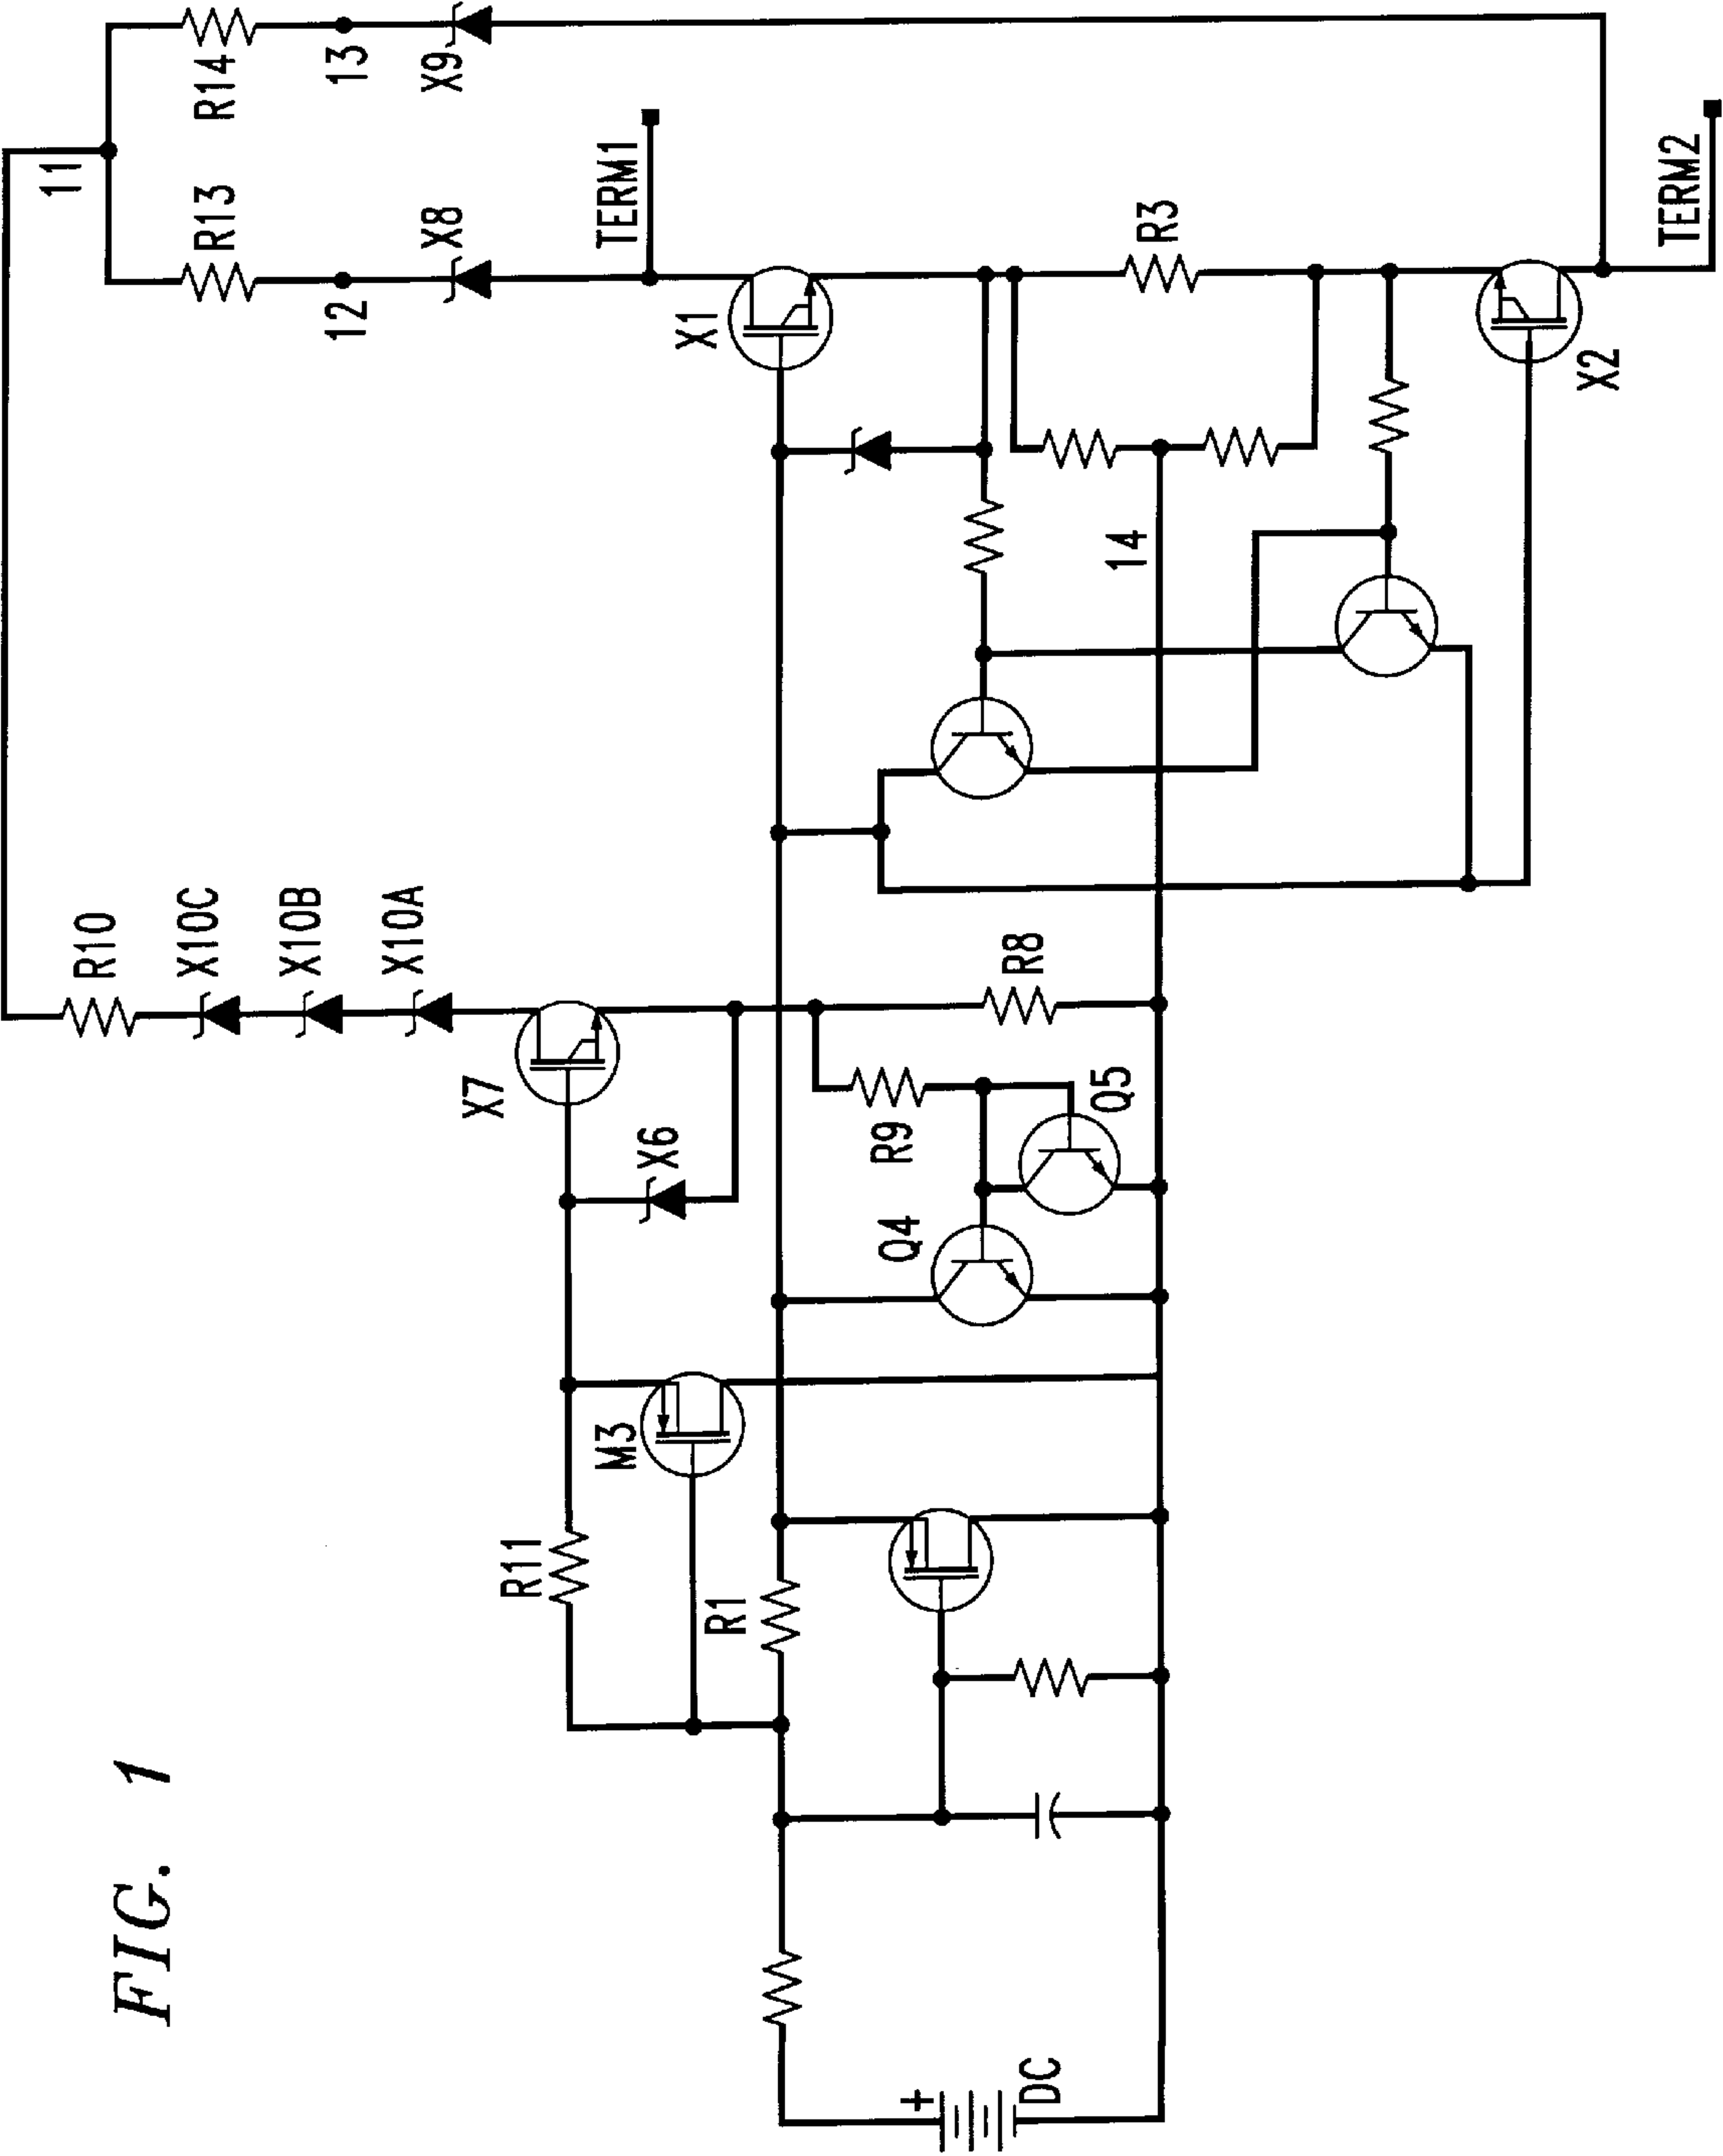 FIG. 1
11
R14
13
X9
R13
12
X8
TERM1
X1
R3
TERM2
X2
14
R10
X10C
X10B
X10A
X7
X6
R8
R9
Q5
Q4
M3
R11
R1
+
DC